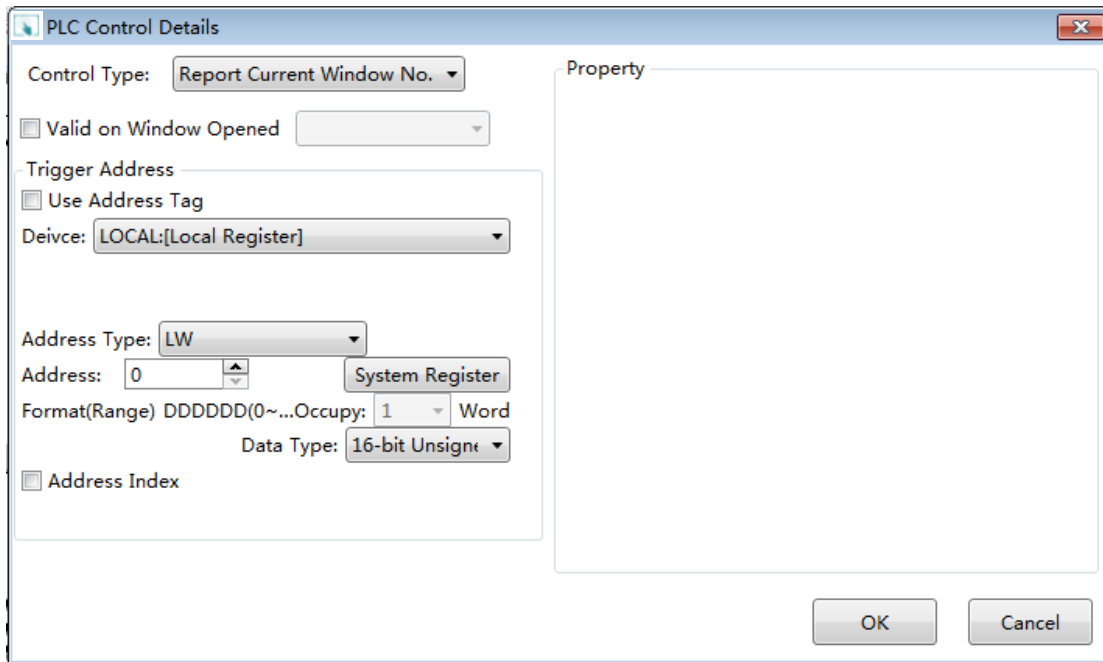 PLC Control Details
Control Type: Report Current Window No.
Property
Valid on Window Opened
Trigger Address
Use Address Tag
Deivce: LOCAL:[Local Register]
Address Type: LW
Address: 0 System Register
Format(Range) DDDDDD(0~...Occupy: 1 Word
Data Type: 16-bit Unsigne
Address Index
OK Cancel